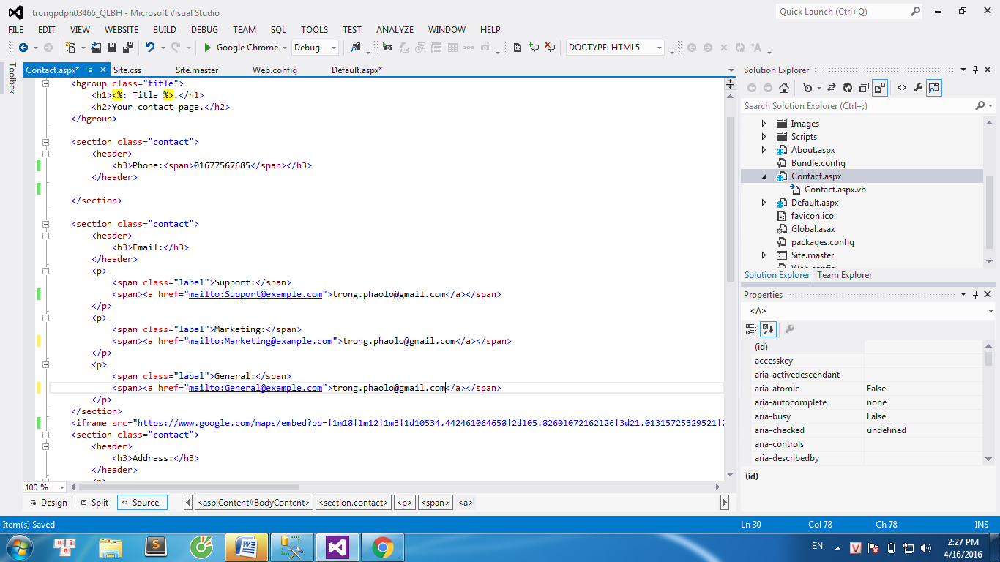 trongpdph03466_QLBH - Microsoft Visual Studio
Quick Launch (Ctrl+Q)
FILE EDIT VIEW WEBSITE BUILD DEBUG TEAM SQL TOOLS TEST ANALYZE WINDOW HELP
Google Chrome Debug DOCTYPE: HTML5
Toolbox
Contact.aspx* Site.css Site.master Web.config Default.aspx*
<hgroup class="title">
<h1><%: Title %>.</h1>
<h2>Your contact page.</h2>
</hgroup>
<section class="contact">
<header>
<h3>Phone:<span>01677567685</span></h3>
</header>
</section>
<section class="contact">
<header>
<h3>Email:</h3>
</header>
<p>
<span class="label">Support:</span>
<span><a href="mailto:Support@example.com">trong.phaolo@gmail.com</a></span>
</p>
<p>
<span class="label">Marketing:</span>
<span><a href="mailto:Marketing@example.com">trong.phaolo@gmail.com</a></span>
</p>
<p>
<span class="label">General:</span>
<span><a href="mailto:General@example.com">trong.phaolo@gmail.com</a></span>
</p>
</section>
<iframe src="https://www.google.com/maps/embed?pb=!1m18!1m12!1m3!1d10534.442461064658!2d105.82601072162126!3d21.01315725329521!2
<section class="contact">
<header>
<h3>Address:</h3>
</header>
<p>
100 %
Design Split Source <asp:Content#BodyContent> <section.contact> <p> <span> <a>
Solution Explorer
Search Solution Explorer (Ctrl+;)
Images
Scripts
About.aspx
Bundle.config
Contact.aspx
Contact.aspx.vb
Default.aspx
favicon.ico
Global.asax
packages.config
Site.master
Web.config
Solution Explorer Team Explorer
Properties
<A>
(id)
accesskey
aria-activedescendant
aria-atomic False
aria-autocomplete none
aria-busy False
aria-checked undefined
aria-controls
aria-describedby
(id)
Item(s) Saved Ln 30 Col 78 Ch 78 INS
EN 2:27 PM
4/16/2016